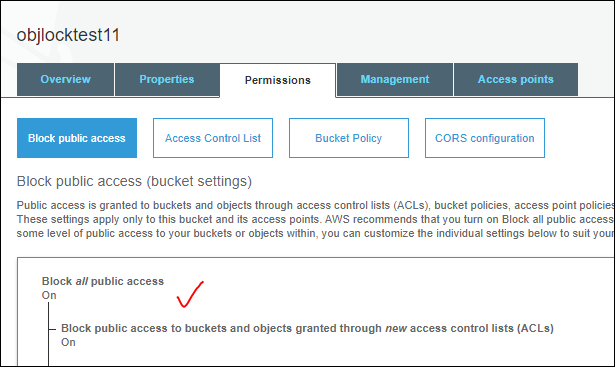 objlocktest11
Overview Properties Permissions Management Access points
Block public access Access Control List Bucket Policy CORS configuration
Block public access (bucket settings)
Public access is granted to buckets and objects through access control lists (ACLs), bucket policies, access point policies
These settings apply only to this bucket and its access points. AWS recommends that you turn on Block all public access
some level of public access to your buckets or objects within, you can customize the individual settings below to suit your
Block all public access
On
Block public access to buckets and objects granted through new access control lists (ACLs)
On